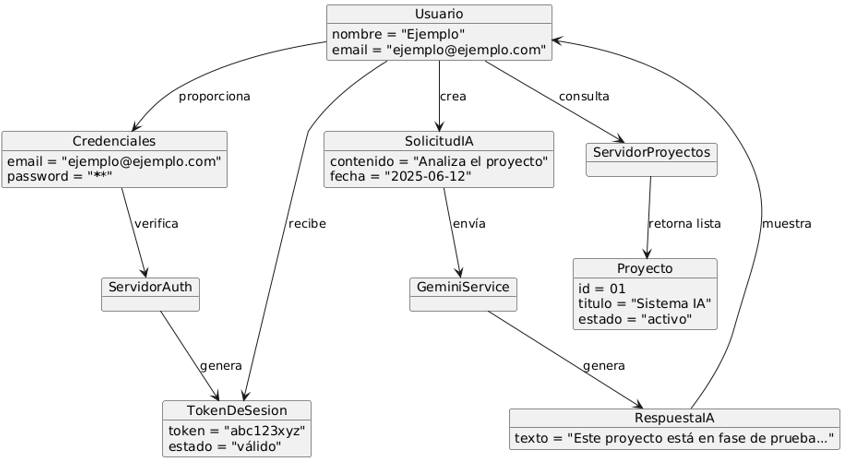 Usuario
nombre = "Ejemplo"
email = "ejemplo@ejemplo.com"
proporciona
crea
consulta
Credenciales
email = "ejemplo@ejemplo.com"
password = "**"
SolicitudIA
contenido = "Analiza el proyecto"
fecha = "2025-06-12"
ServidorProyectos
verifica
recibe
envía
retorna lista
muestra
ServidorAuth
GeminiService
Proyecto
id = 01
titulo = "Sistema IA"
estado = "activo"
genera
genera
TokenDeSesion
token = "abc123xyz"
estado = "válido"
RespuestaIA
texto = "Este proyecto está en fase de prueba..."